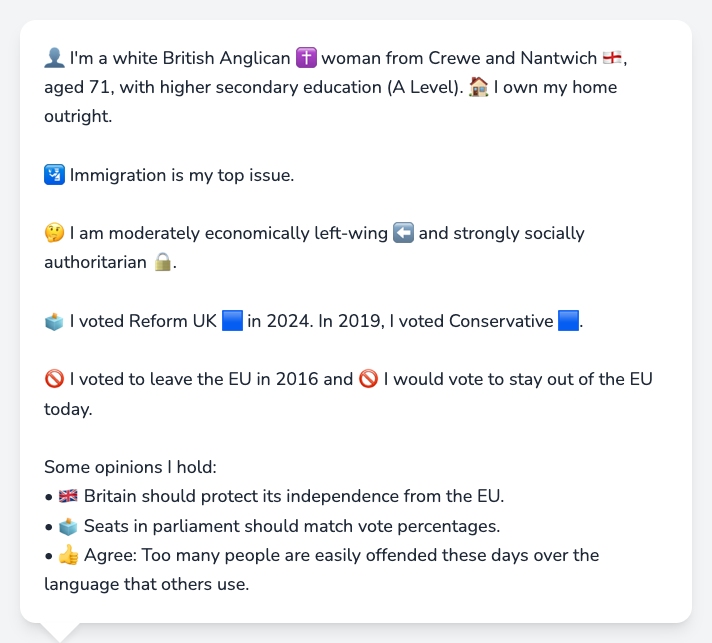 👤 I'm a white British Anglican ✝️ woman from Crewe and Nantwich 🏴󠁧󠁢󠁥󠁮󠁧󠁿,
aged 71, with higher secondary education (A Level). 🏠 I own my home
outright.
🛂 Immigration is my top issue.
🤔 I am moderately economically left-wing ⬅️ and strongly socially
authoritarian 🔒.
🗳️ I voted Reform UK 🟦 in 2024. In 2019, I voted Conservative 🟦.
🚫 I voted to leave the EU in 2016 and 🚫 I would vote to stay out of the EU
today.
Some opinions I hold:
• 🇬🇧 Britain should protect its independence from the EU.
• 🗳️ Seats in parliament should match vote percentages.
• 👍 Agree: Too many people are easily offended these days over the
language that others use.